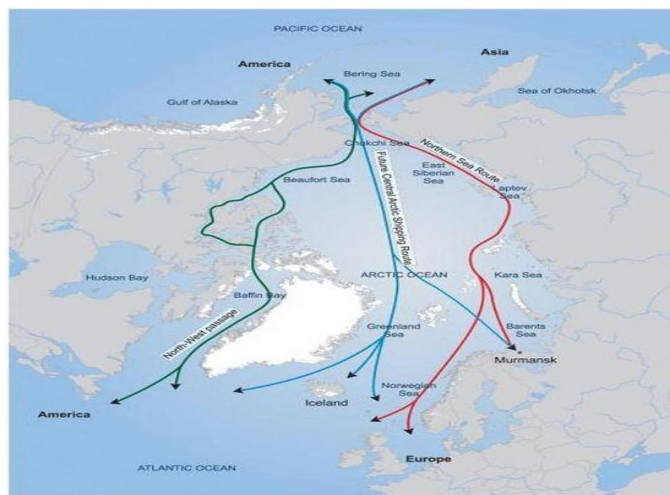 PACIFIC OCEAN
America
Asia
Bering Sea
Gulf of Alaska
Sea of Okhotsk
Chukchi Sea
Northern Sea Route
East
Siberian
Sea
Beaufort Sea
Laptev
Sea
Future Central Arctic Shipping Route
Hudson Bay
ARCTIC OCEAN
Kara Sea
Baffin Bay
North-West passage
Greenland
Sea
Barents
Sea
Murmansk
Norwegian
Sea
Iceland
America
Europe
ATLANTIC OCEAN